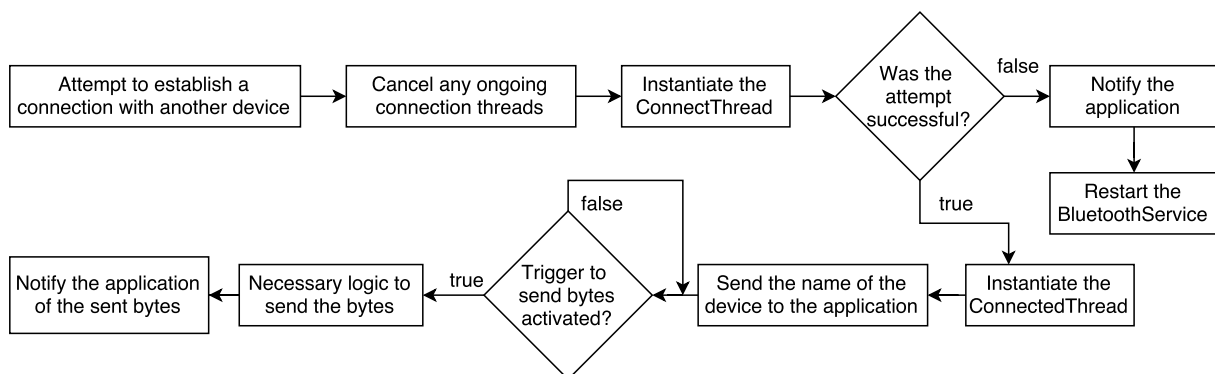 Attempt to establish a
connection with another device
Cancel any ongoing
connection threads
Instantiate the
ConnectThread
Was the
attempt
successful?
false
Notify the
application
Restart the
BluetoothService
true
Instantiate the
ConnectedThread
Send the name of the
device to the application
false
Trigger to
send bytes
activated?
true
Necessary logic to
send the bytes
Notify the application
of the sent bytes